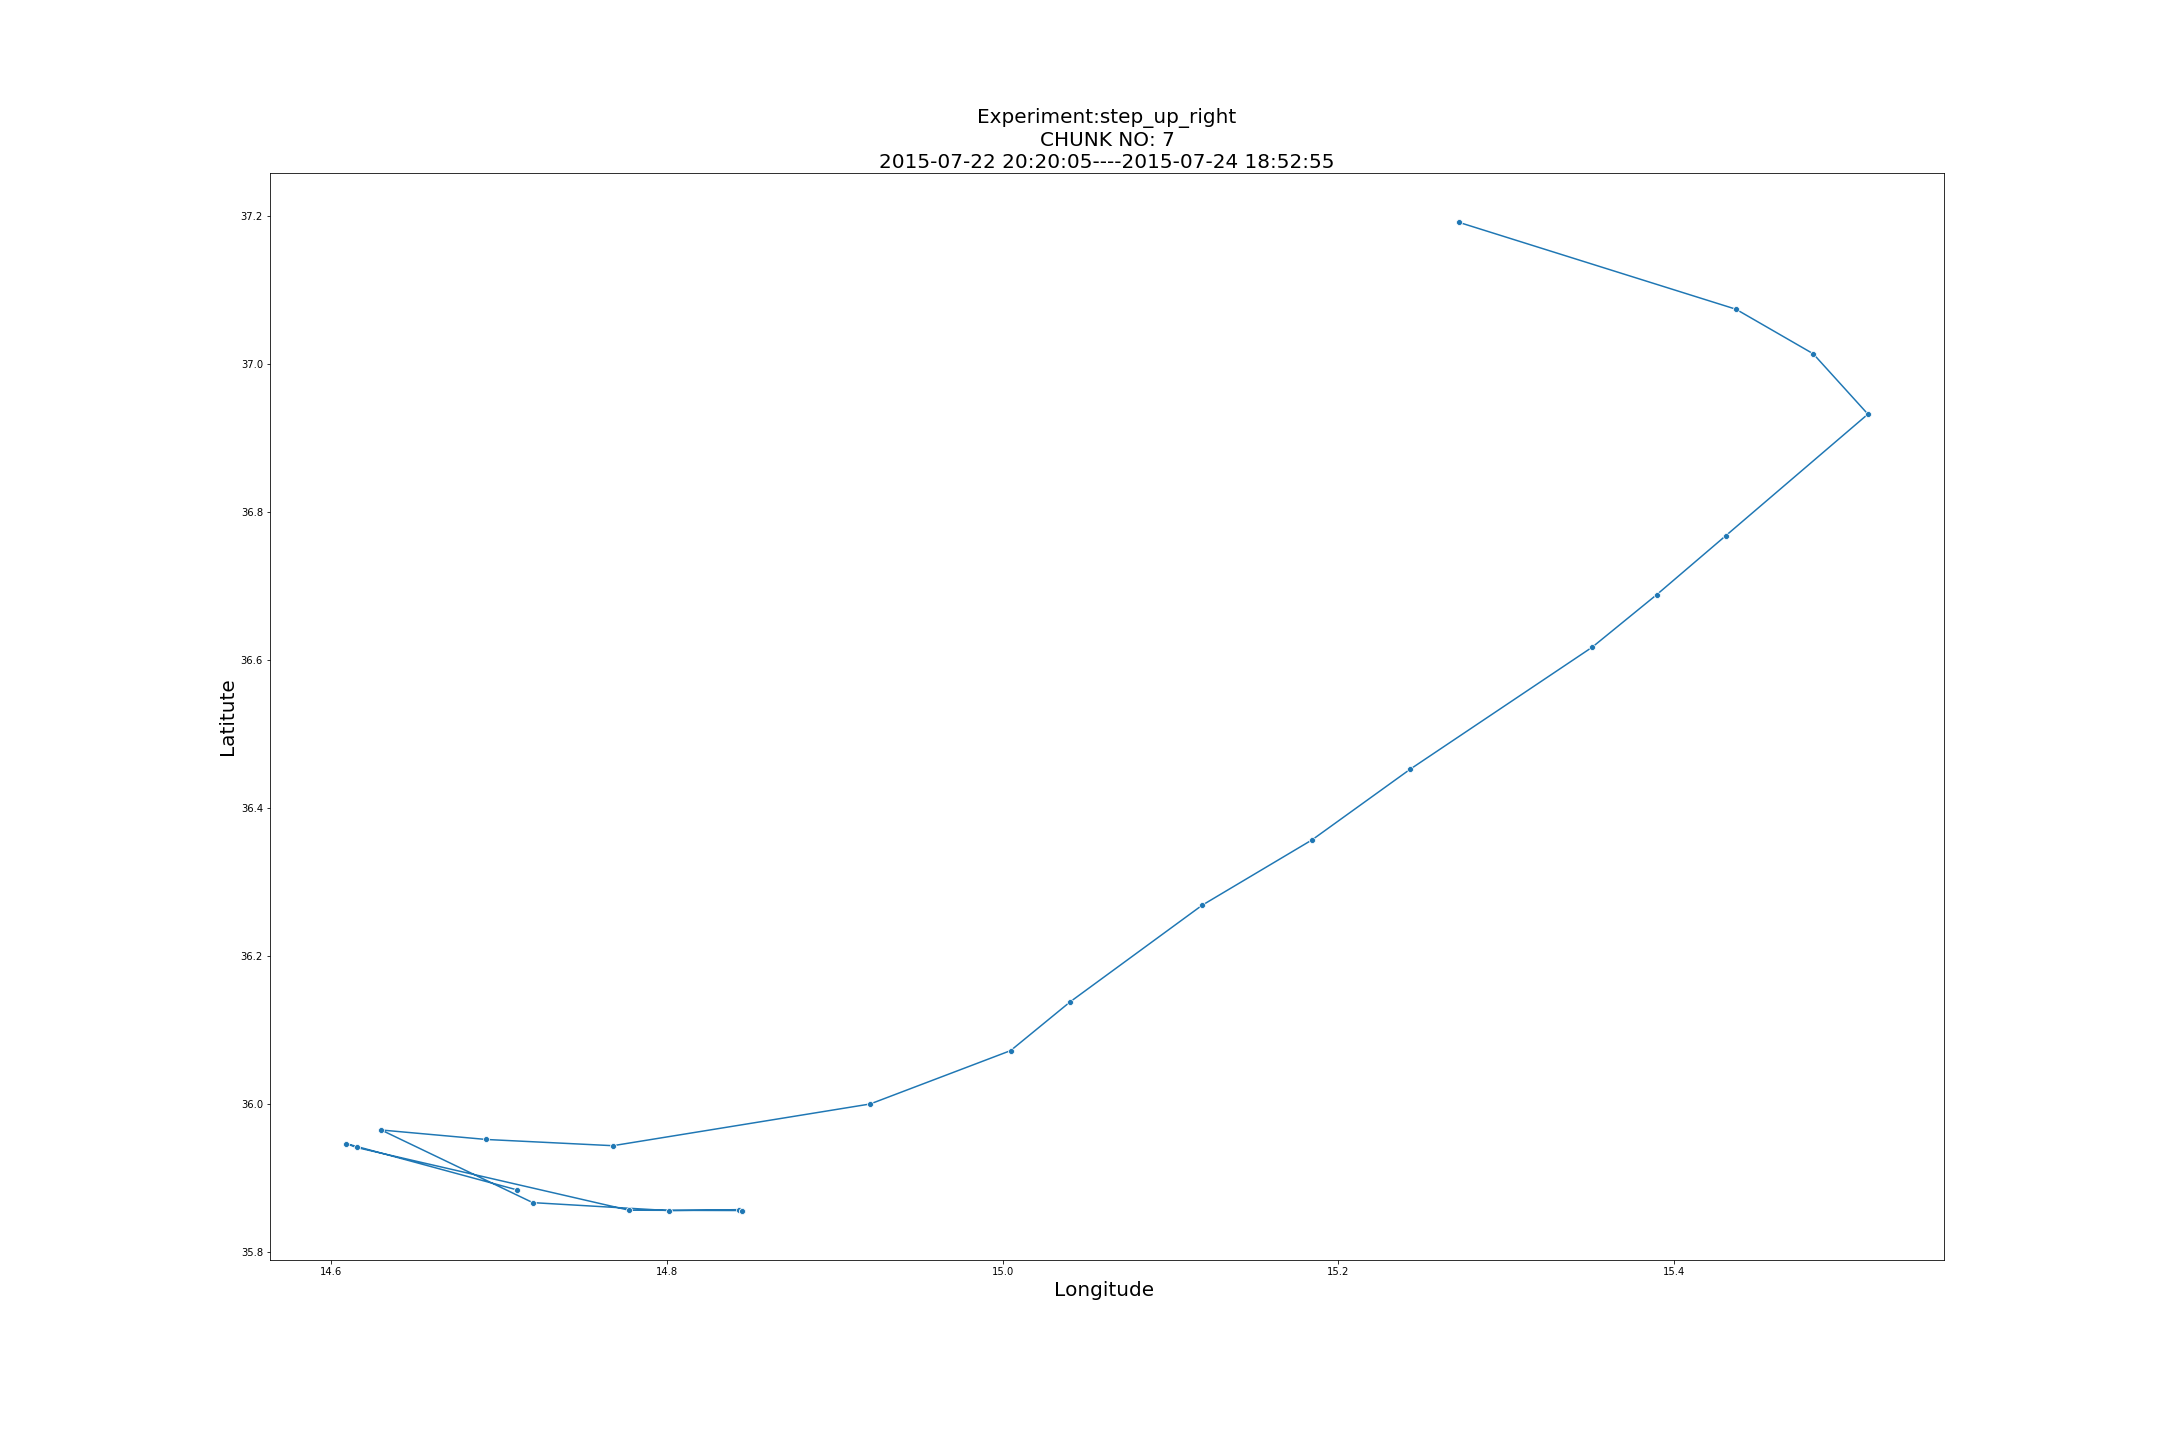 Experiment:step_up_right
CHUNK NO: 7
2015-07-22 20:20:05----2015-07-24 18:52:55
37.2
37.0
36.8
36.6
36.4
36.2
36.0
35.8
Latitute
14.6 14.8 15.0 15.2 15.4
Longitude